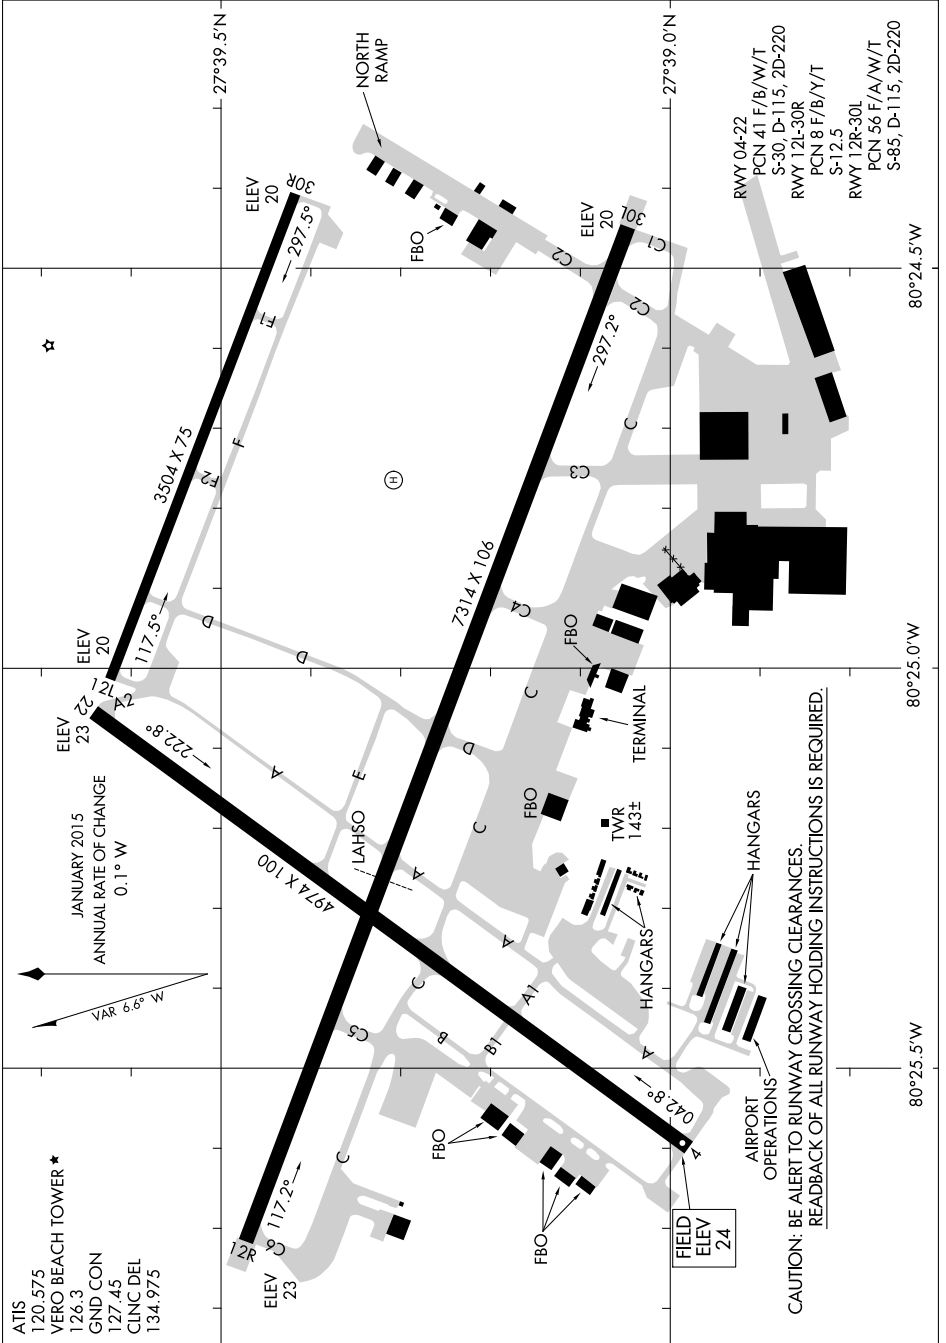 ATIS
120.575
VERO BEACH TOWER ★
126.3
GND CON
127.45
CLNC DEL
134.975
VAR 6.6° W
JANUARY 2015
ANNUAL RATE OF CHANGE
0.1° W
27°39.5'N
27°39.0'N
80°24.5'W
80°25.0'W
80°25.5'W
RWY 04-22
PCN 41 F/B/W/T
S-30, D-115, 2D-220
RWY 12L-30R
PCN 8 F/B/Y/T
S-12.5
RWY 12R-30L
PCN 56 F/A/W/T
S-85, D-115, 2D-220
NORTH
RAMP
FBO
ELEV
20
30R
297.5°
F1
3504 X 75
F
F2
117.5°
ELEV
20
12L
A2
22
ELEV
23
222.8°
4974 X 100
A
E
D
D
H
LAHSO
7314 X 106
ELEV
20
30L
C1
C2
C2
297.2°
C
C3
C4
C
D
C
A
A
A1
A
C
B
B1
C5
C
117.2°
12R
C6
ELEV
23
FBO
TERMINAL
FBO
TWR
143±
HANGARS
HANGARS
AIRPORT
OPERATIONS
FBO
FBO
042.8°
4
FIELD
ELEV
24
CAUTION: BE ALERT TO RUNWAY CROSSING CLEARANCES.
READBACK OF ALL RUNWAY HOLDING INSTRUCTIONS IS REQUIRED.